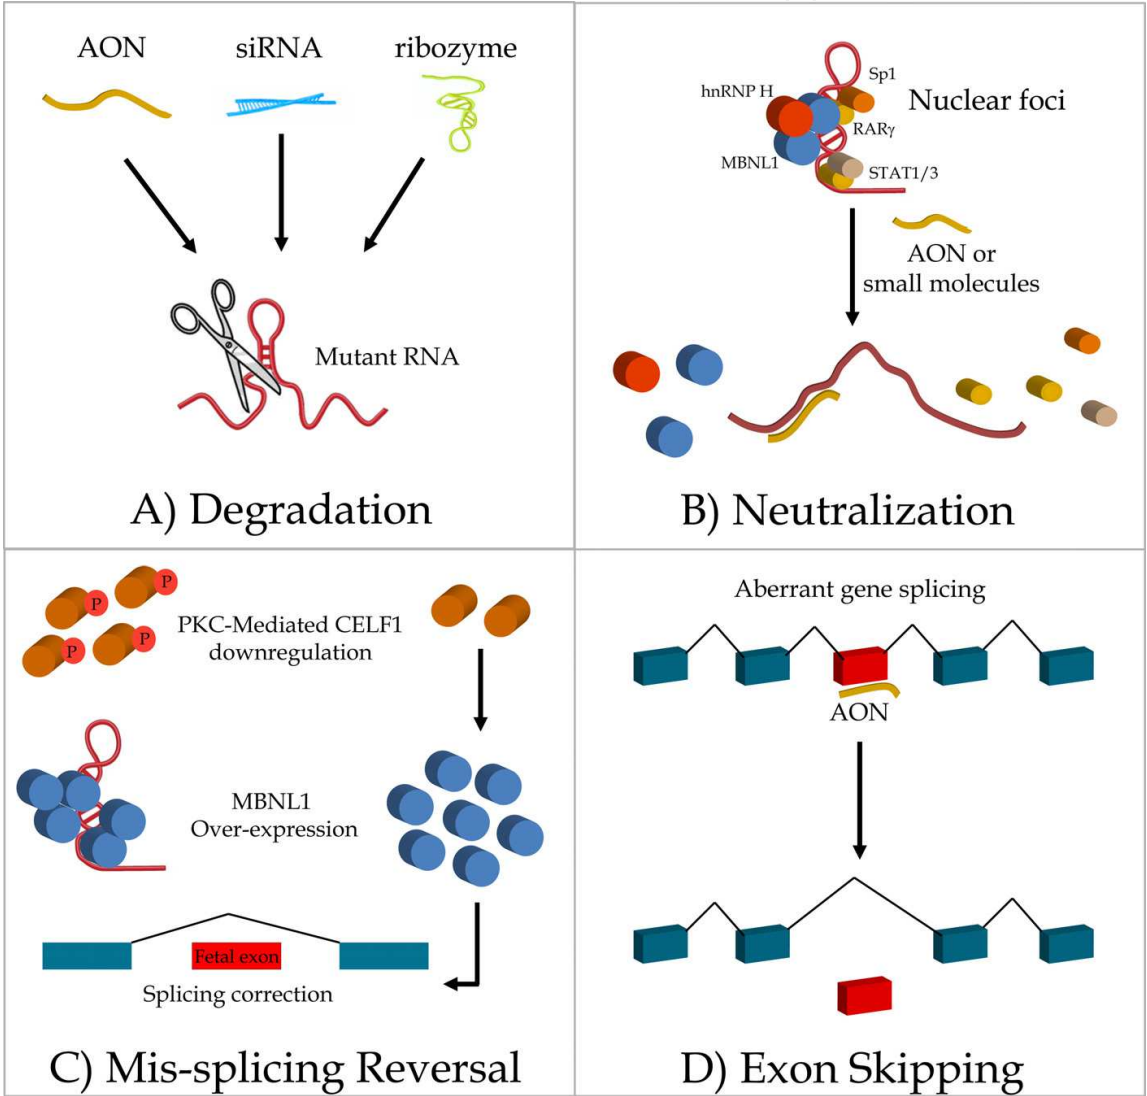 AON
siRNA
ribozyme
Mutant RNA
A) Degradation
hnRNP H
Sp1
Nuclear foci
RARγ
MBNL1
STAT1/3
AON or
small molecules
B) Neutralization
P
P
P
P
PKC-Mediated CELF1
downregulation
MBNL1
Over-expression
Fetal exon
Splicing correction
C) Mis-splicing Reversal
Aberrant gene splicing
AON
D) Exon Skipping